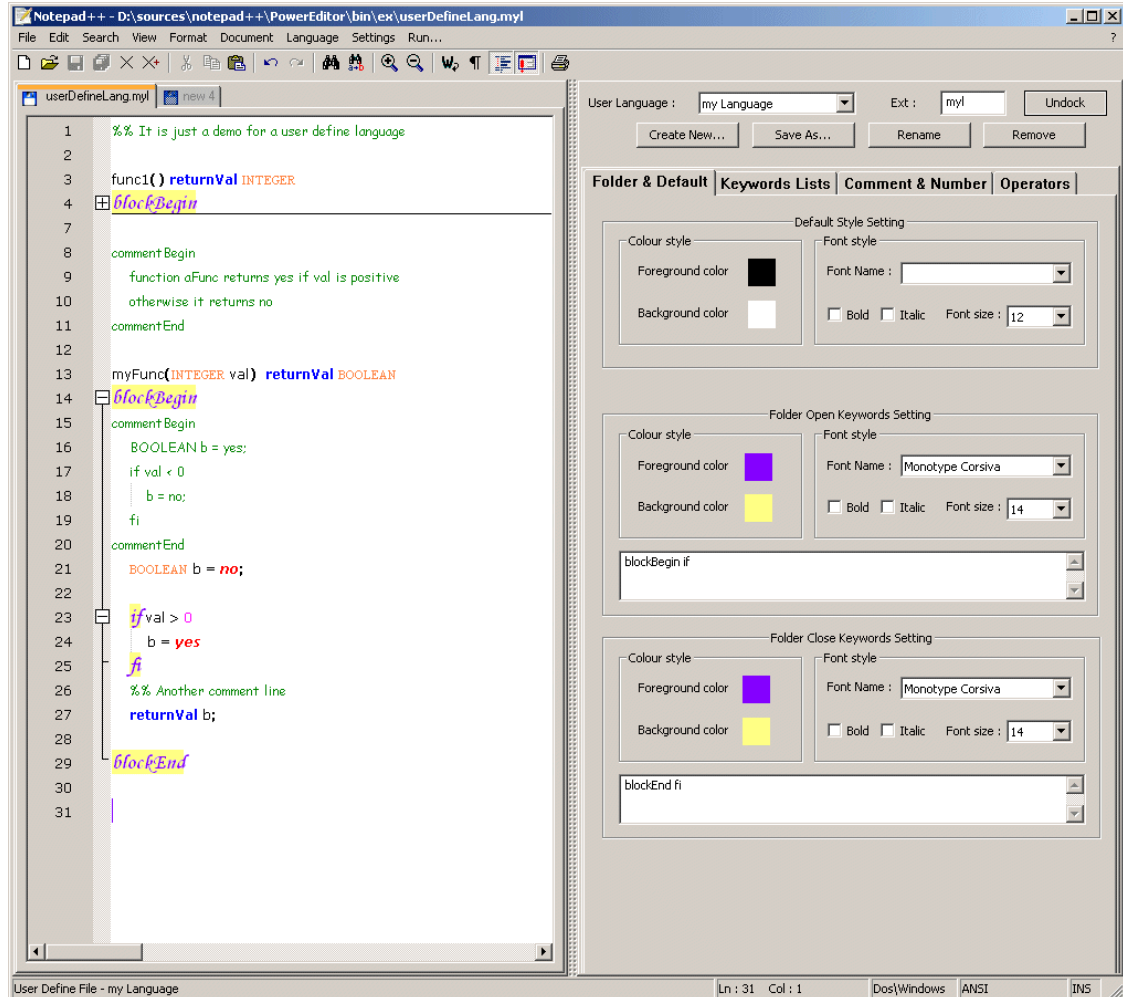 Notepad++ - D:\sources\notepad++\PowerEditor\bin\ex\userDefineLang.myl
File Edit Search View Format Document Language Settings Run... ?
userDefineLang.myl new 4
1 %% It is just a demo for a user define language
2
3 func1() returnVal INTEGER
4 blockBegin
7
8 commentBegin
9 function aFunc returns yes if val is positive
10 otherwise it returns no
11 commentEnd
12
13 myFunc(INTEGER val) returnVal BOOLEAN
14 blockBegin
15 commentBegin
16 BOOLEAN b = yes;
17 if val < 0
18 b = no;
19 fi
20 commentEnd
21 BOOLEAN b = no;
22
23 if val > 0
24 b = yes
25 fi
26 %% Another comment line
27 returnVal b;
28
29 blockEnd
30
31
User Language : my Language Ext : myl Undock
Create New... Save As... Rename Remove
Folder & Default Keywords Lists Comment & Number Operators
Default Style Setting
Colour style Font style
Foreground color Font Name :
Background color Bold Italic Font size : 12
Folder Open Keywords Setting
Colour style Font style
Foreground color Font Name : Monotype Corsiva
Background color Bold Italic Font size : 14
blockBegin if
Folder Close Keywords Setting
Colour style Font style
Foreground color Font Name : Monotype Corsiva
Background color Bold Italic Font size : 14
blockEnd fi
User Define File - my Language Ln : 31 Col : 1 Dos\Windows ANSI INS